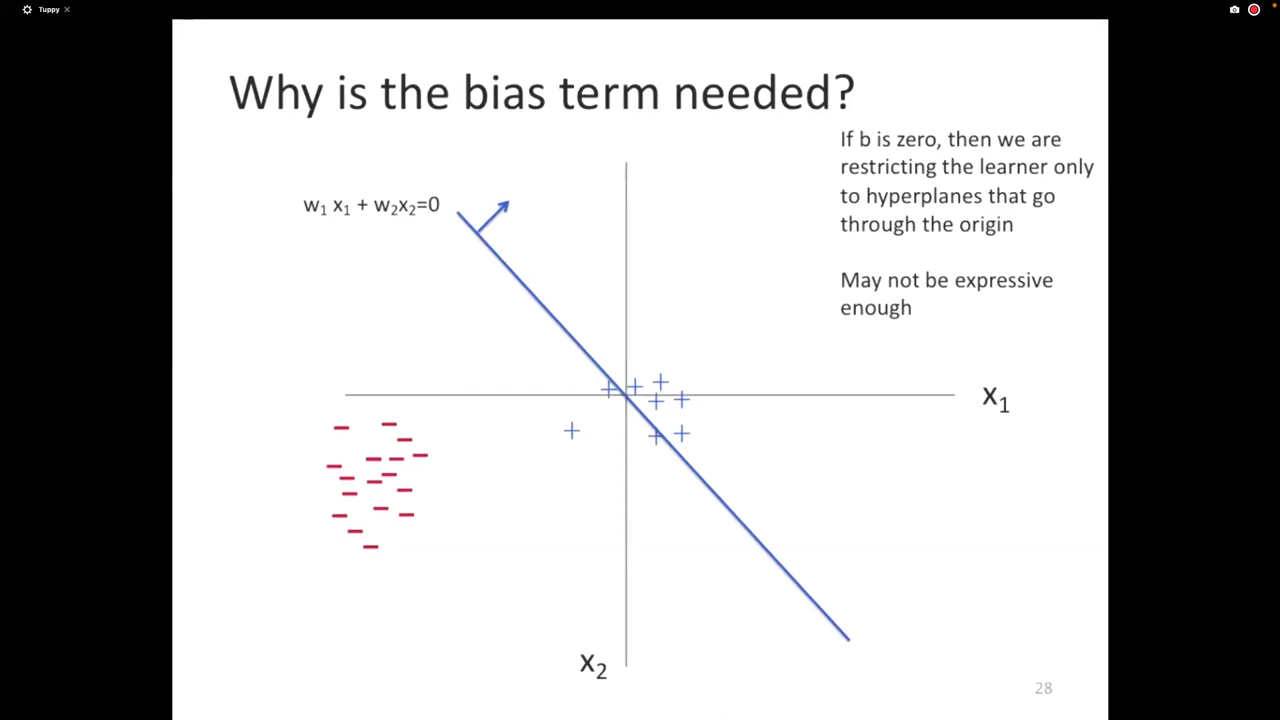 Tuppy
Why is the bias term needed?
If b is zero, then we are
restricting the learner only
to hyperplanes that go
through the origin
w₁ x₁ + w₂x₂=0
May not be expressive
enough
x₁
x₂
28